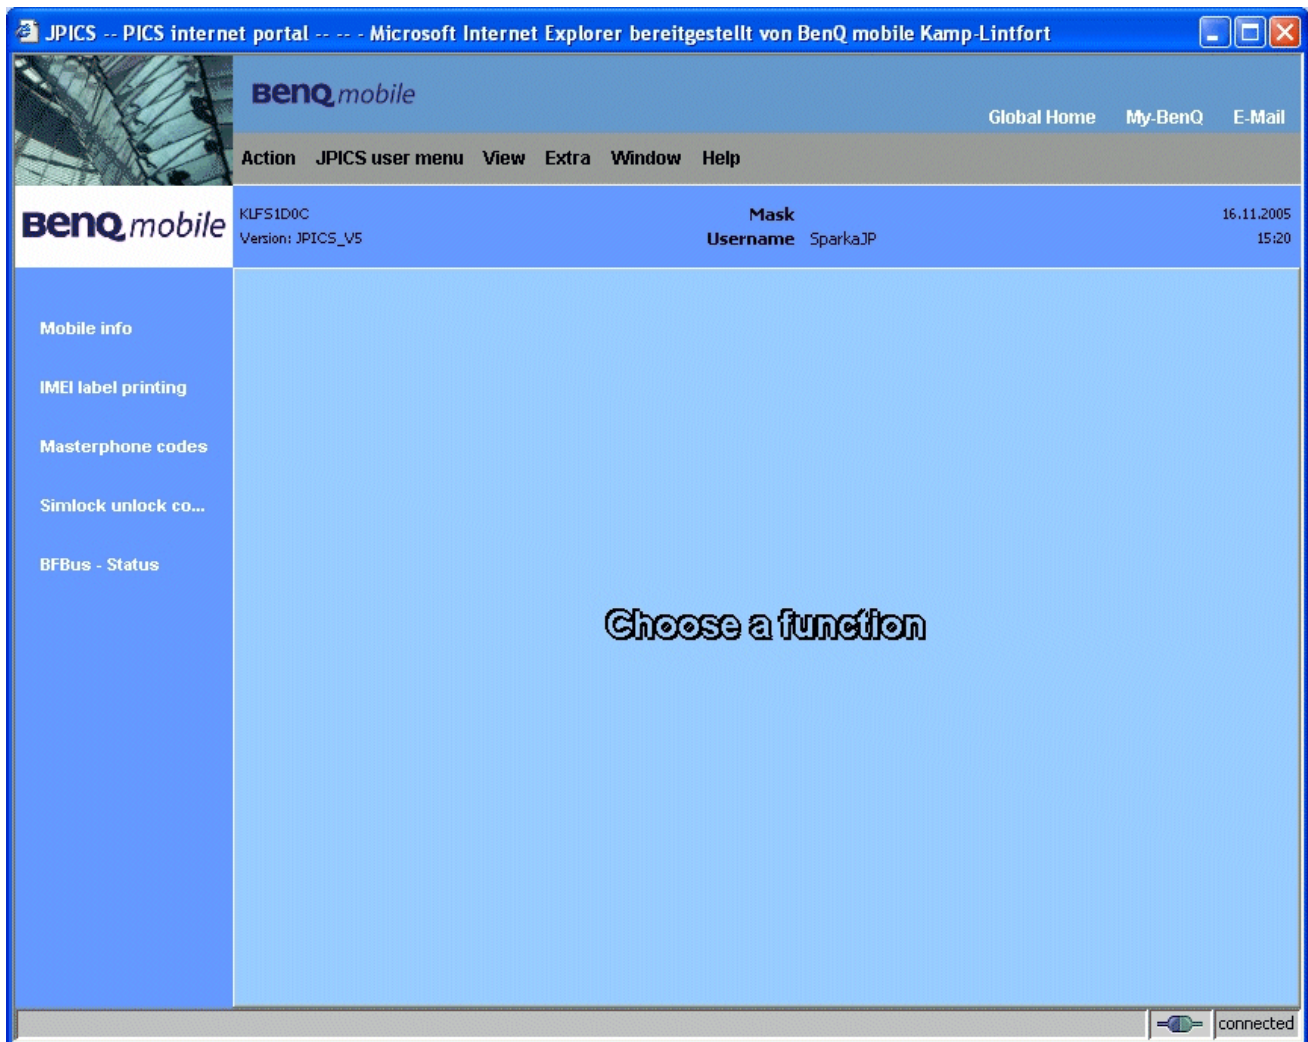 JPICS -- PICS internet portal -- -- - Microsoft Internet Explorer bereitgestellt von BenQ mobile Kamp-Lintfort
BenQ mobile
Global Home My-BenQ E-Mail
Action JPICS user menu View Extra Window Help
BenQ mobile
KLFS1D0C
Version: JPICS_V5
Mask
Username SparkaJP
16.11.2005
15:20
Mobile info
IMEI label printing
Masterphone codes
Simlock unlock co...
BFBus - Status
Choose a function
connected